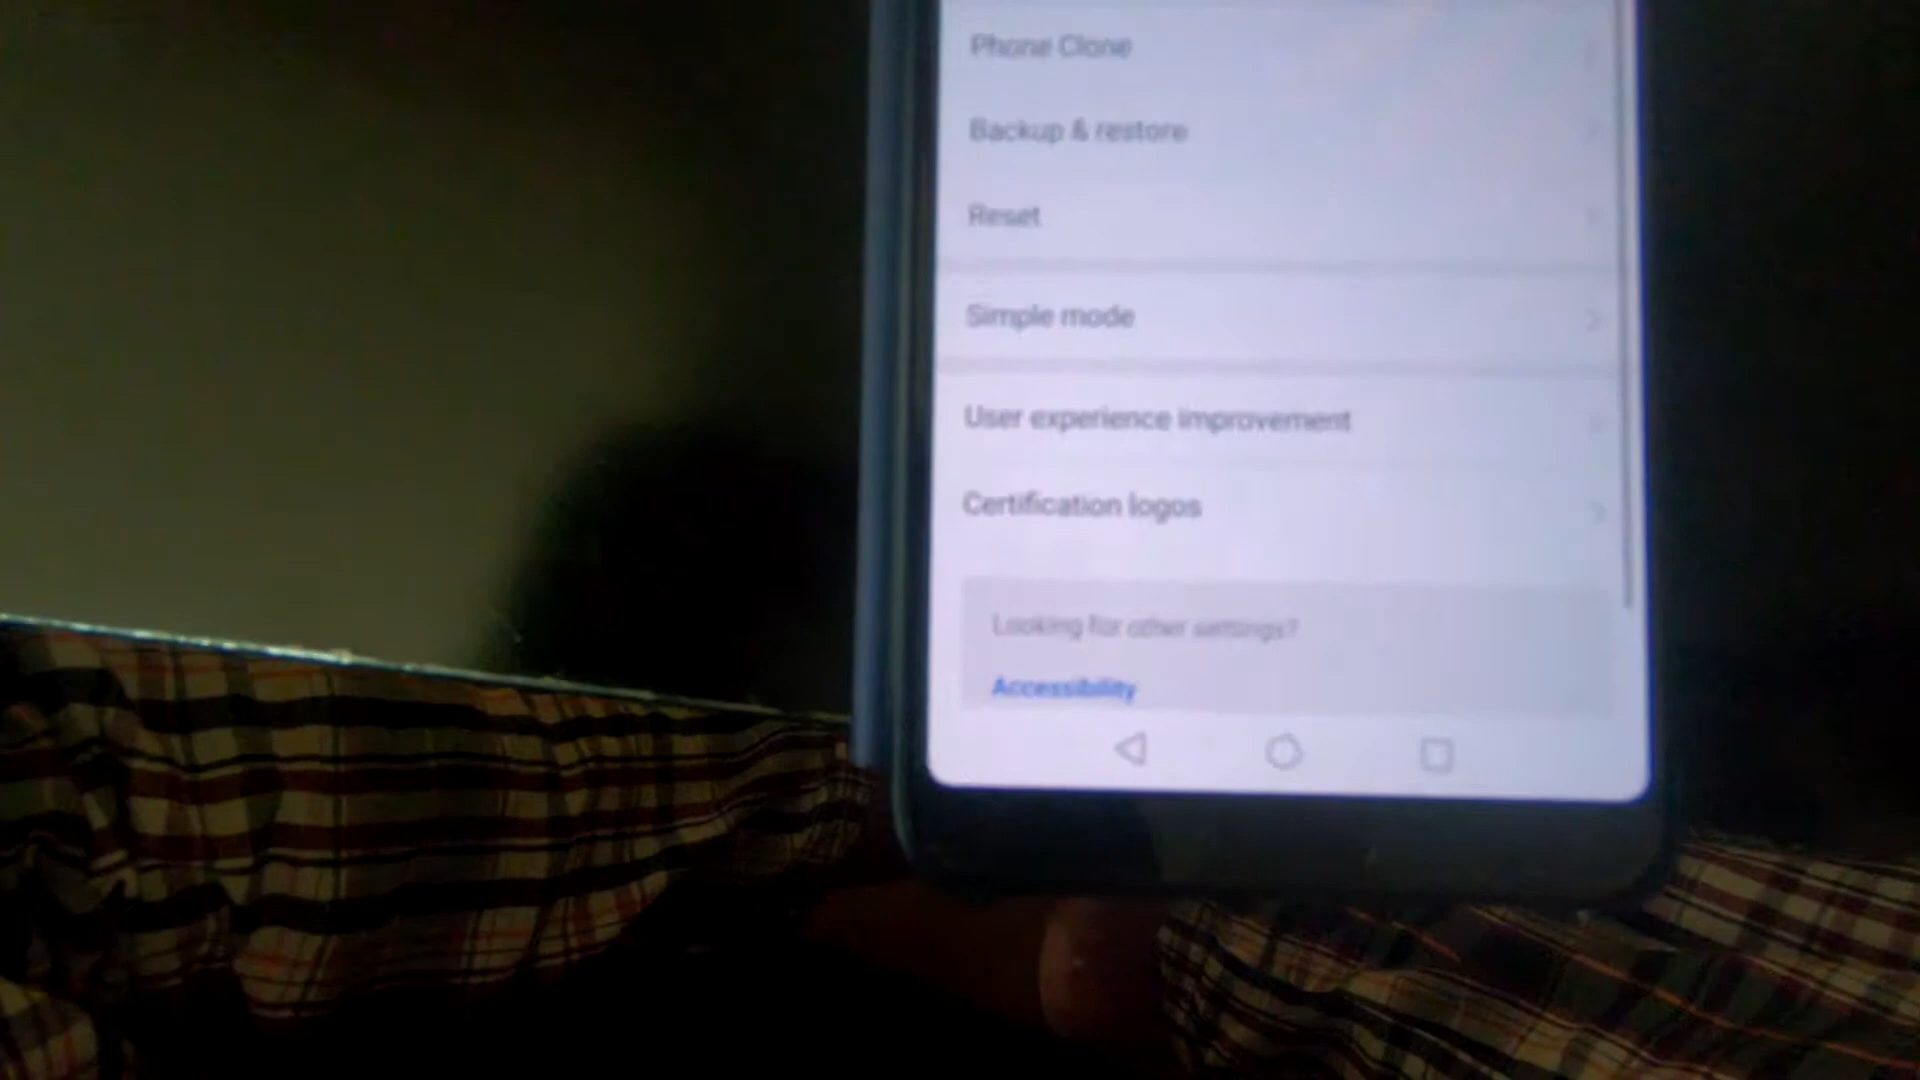 Phone Clone
Backup & restore
Reset
Simple mode
User experience improvement
Certification logos
Looking for other settings?
Accessibility